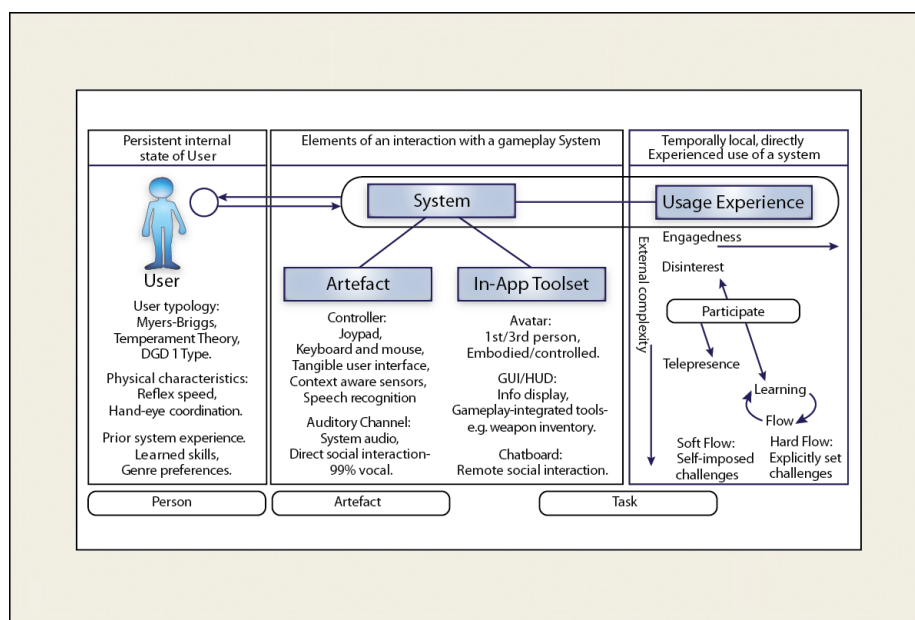 Persistent internal
state of User
Elements of an interaction with a gameplay System
Temporally local, directly
Experienced use of a system
System
Usage Experience
User
Artefact
In-App Toolset
User typology:
Myers-Briggs,
Temperament Theory,
DGD 1 Type.
Physical characteristics:
Reflex speed,
Hand-eye coordination.
Prior system experience.
Learned skills,
Genre preferences.
Controller:
Joypad,
Keyboard and mouse,
Tangible user interface,
Context aware sensors,
Speech recognition
Auditory Channel:
System audio,
Direct social interaction-
99% vocal.
Avatar:
1st/3rd person,
Embodied/controlled.
GUI/HUD:
Info display,
Gameplay-integrated tools-
e.g. weapon inventory.
Chatboard:
Remote social interaction.
External complexity
Engagedness
Disinterest
Participate
Telepresence
Learning
Flow
Soft Flow:
Self-imposed
challenges
Hard Flow:
Explicitly set
challenges
Person
Artefact
Task